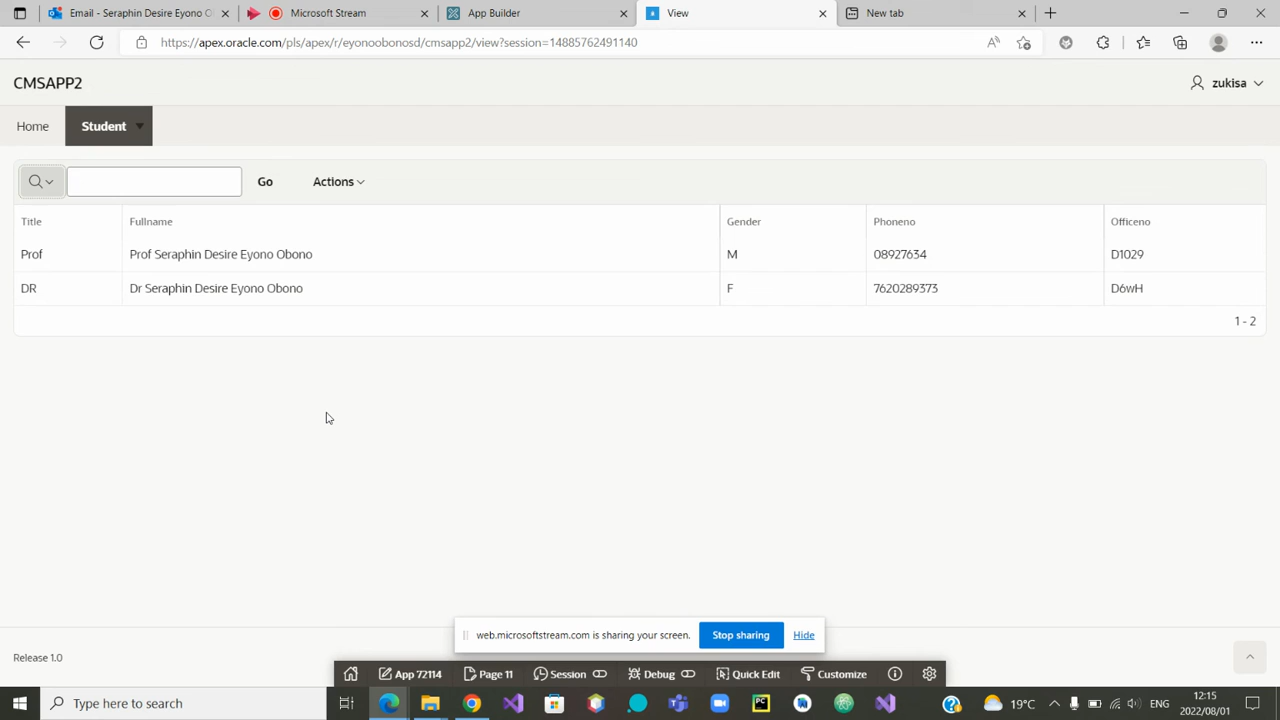 Email - Seraphin Desire Eyono O
Microsoft Stream
App Builder
View
New tab
https://apex.oracle.com/pls/apex/r/eyonoobonosd/cmsapp2/view?session=14885762491140
CMSAPP2
zukisa
Home
Student
Go
Actions
Title Fullname Gender Phoneno Officeno
Prof Prof Seraphin Desire Eyono Obono M 08927634 D1029
DR Dr Seraphin Desire Eyono Obono F 7620289373 D6wH
1 - 2
web.microsoftstream.com is sharing your screen.
Stop sharing
Hide
Release 1.0
App 72114
Page 11
Session
Debug
Quick Edit
Customize
Type here to search
PC
19°C
ENG
12:15
2022/08/01